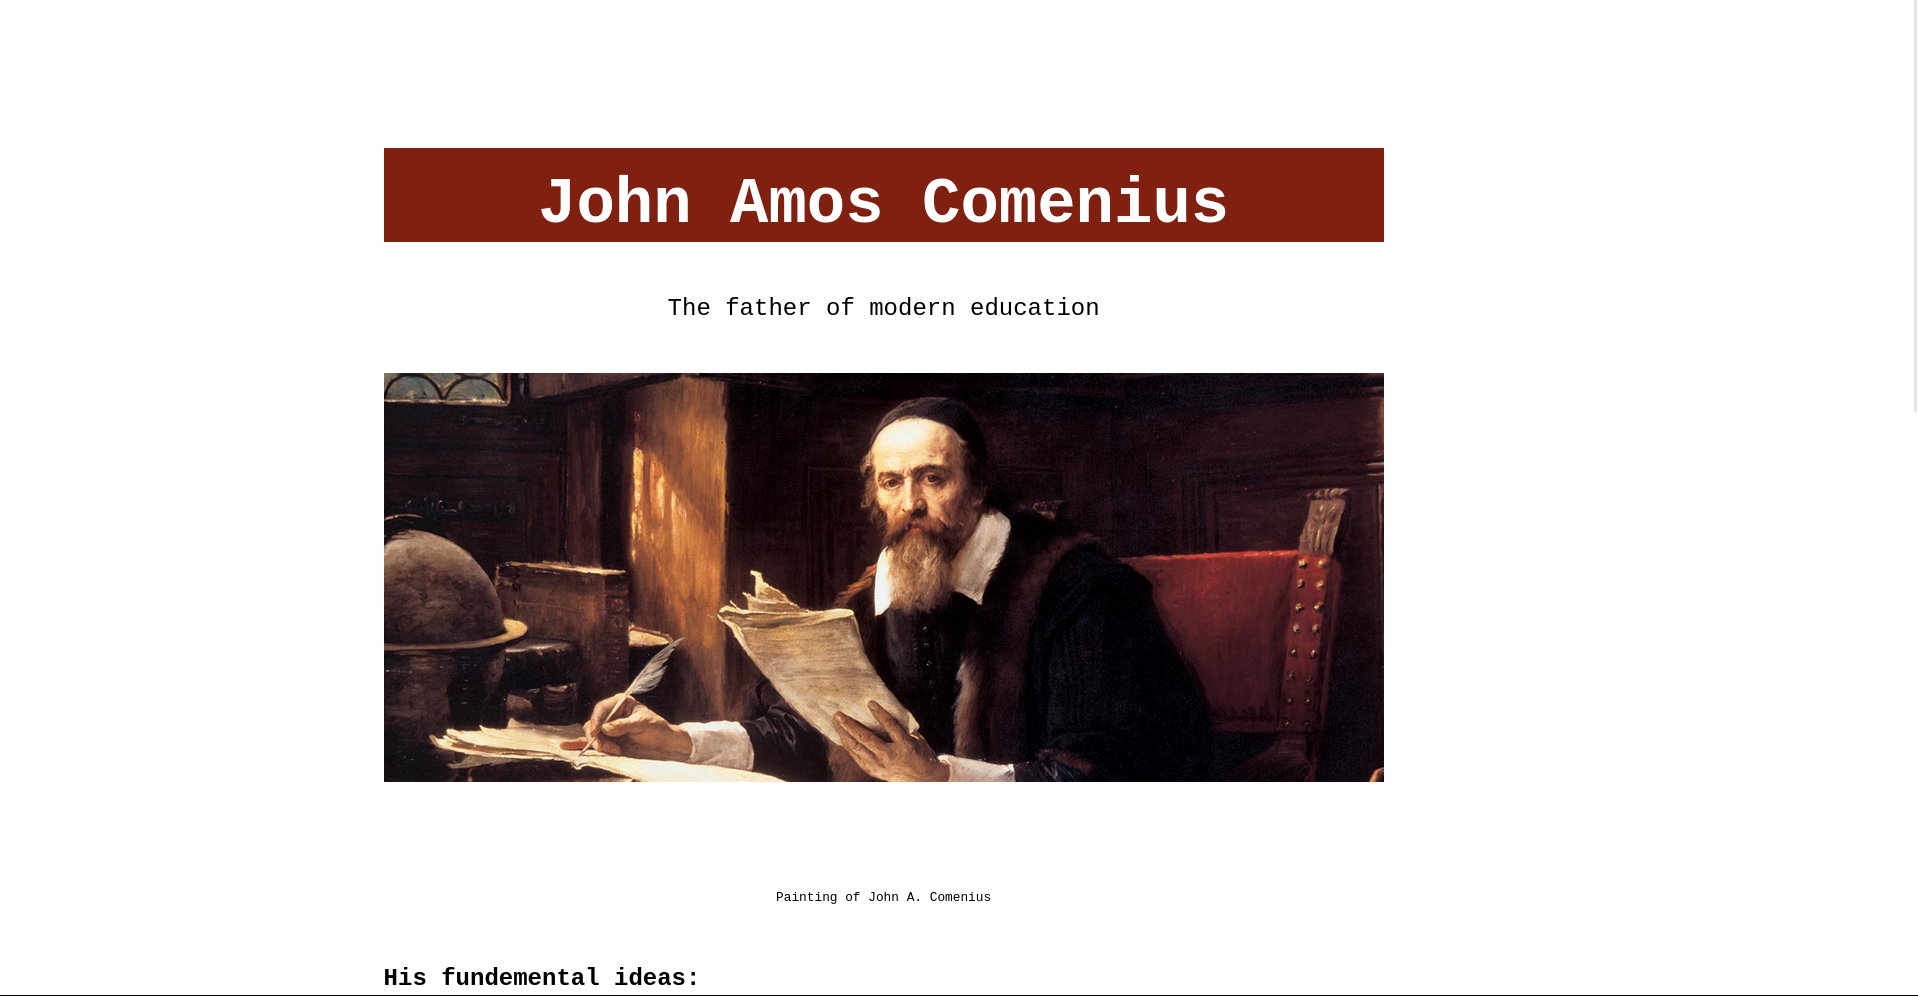 John Amos Comenius
The father of modern education
Painting of John A. Comenius
His fundemental ideas: